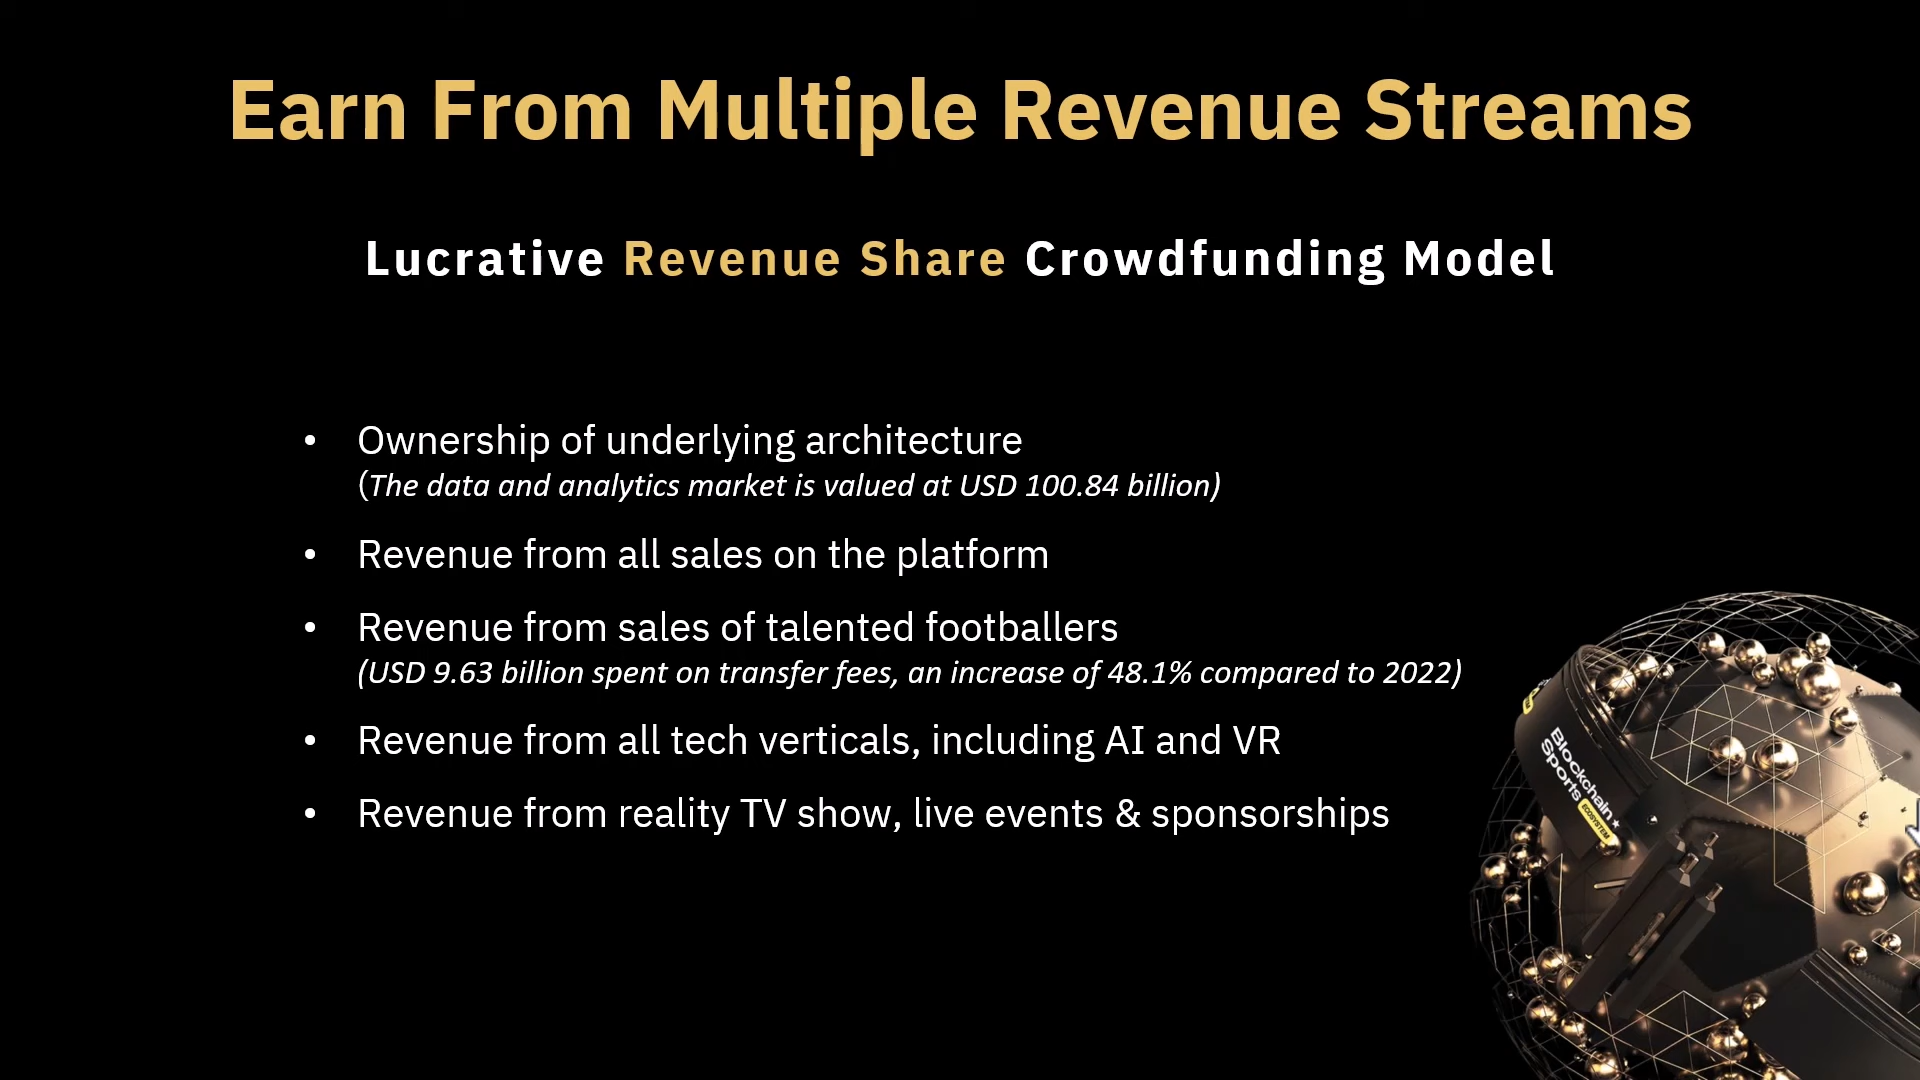 Earn From Multiple Revenue Streams
Lucrative Revenue Share Crowdfunding Model
• Ownership of underlying architecture
(The data and analytics market is valued at USD 100.84 billion)
• Revenue from all sales on the platform
• Revenue from sales of talented footballers
(USD 9.63 billion spent on transfer fees, an increase of 48.1% compared to 2022)
• Revenue from all tech verticals, including AI and VR
• Revenue from reality TV show, live events & sponsorships
Blockchain
Sports
ECOSYSTEM